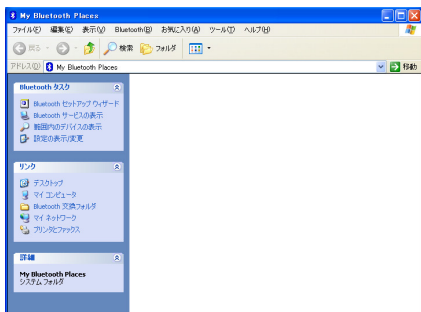 My Bluetooth Places
ファイル(F) 編集(E) 表示(V) Bluetooth(B) お気に入り(A) ツール(T) ヘルプ(H)
戻る 検索 フォルダ
アドレス(D) My Bluetooth Places 移動
Bluetooth タスク
Bluetooth セットアップ ウィザード
Bluetooth サービスの表示
範囲内のデバイスの表示
設定の表示/変更
リンク
デスクトップ
マイ コンピュータ
Bluetooth 交換フォルダ
マイ ネットワーク
プリンタとファックス
詳細
My Bluetooth Places
システム フォルダ